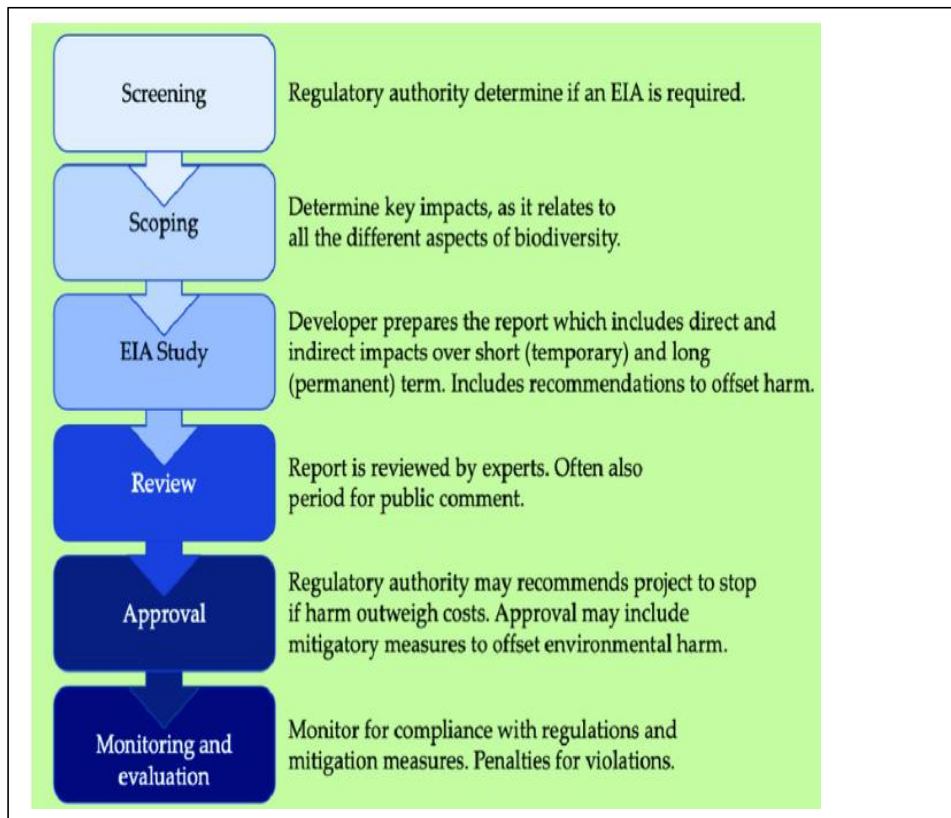 Screening
Regulatory authority determine if an EIA is required.
Scoping
Determine key impacts, as it relates to
all the different aspects of biodiversity.
EIA Study
Developer prepares the report which includes direct and
indirect impacts over short (temporary) and long
(permanent) term. Includes recommendations to offset harm.
Review
Report is reviewed by experts. Often also
period for public comment.
Approval
Regulatory authority may recommends project to stop
if harm outweigh costs. Approval may include
mitigatory measures to offset environmental harm.
Monitoring and
evaluation
Monitor for compliance with regulations and
mitigation measures. Penalties for violations.